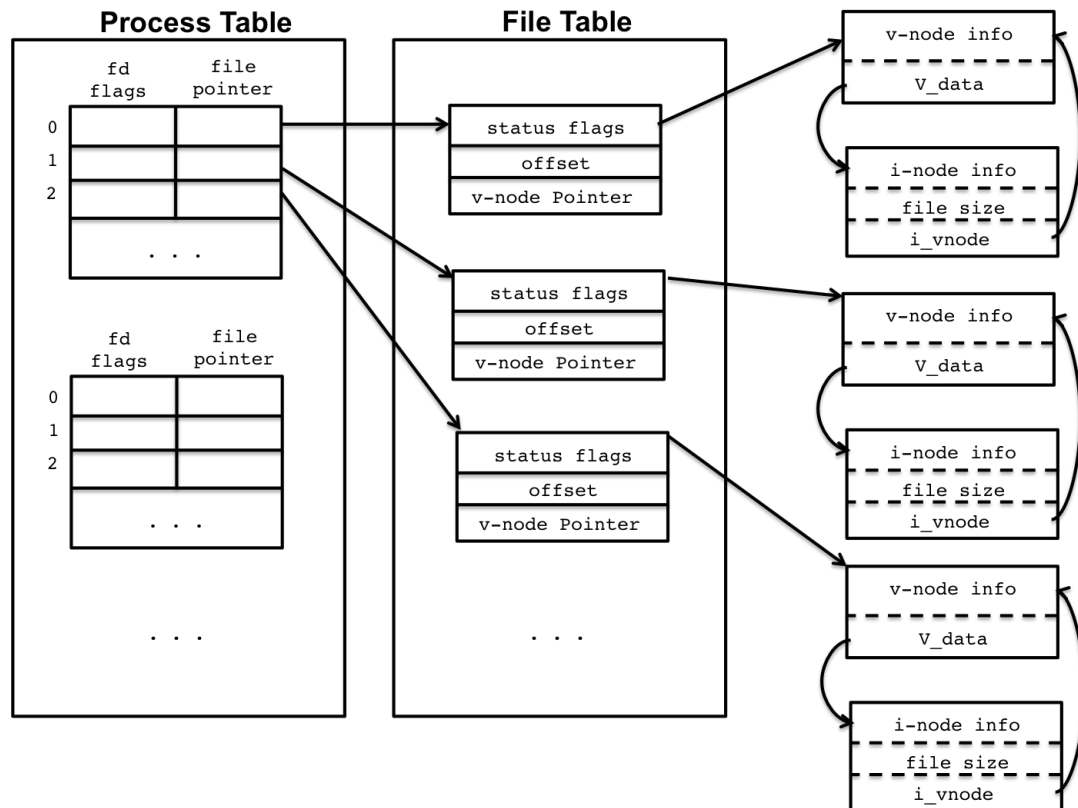 Process Table
fd
flags
file
pointer
0
1
2
. . .
fd
flags
file
pointer
0
1
2
. . .
. . .
File Table
status flags
offset
v-node Pointer
status flags
offset
v-node Pointer
status flags
offset
v-node Pointer
. . .
v-node info
V_data
i-node info
file size
i_vnode
v-node info
V_data
i-node info
file size
i_vnode
v-node info
V_data
i-node info
file size
i_vnode